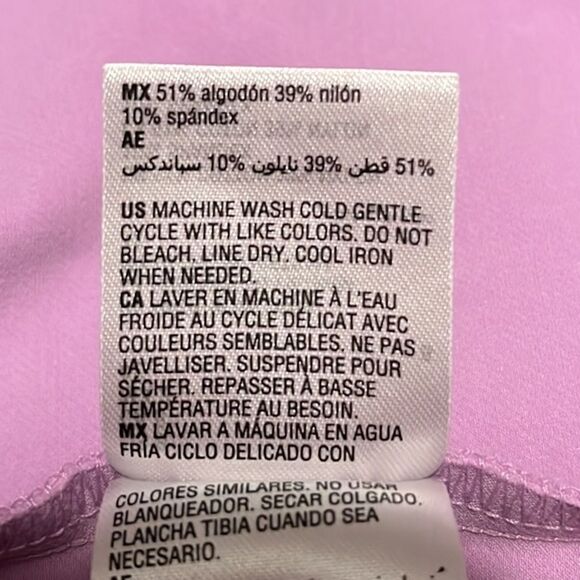 MX 51% algodón 39% nilón
10% spándex
AE
51% قطن 39% نايلون 10% سباندكس
US MACHINE WASH COLD GENTLE
CYCLE WITH LIKE COLORS. DO NOT
BLEACH. LINE DRY. COOL IRON
WHEN NEEDED.
CA LAVER EN MACHINE À L'EAU
FROIDE AU CYCLE DÉLICAT AVEC
COULEURS SEMBLABLES. NE PAS
JAVELLISER. SUSPENDRE POUR
SÉCHER. REPASSER À BASSE
TEMPÉRATURE AU BESOIN.
MX LAVAR A MÁQUINA EN AGUA
FRÍA CICLO DELICADO CON
COLORES SIMILARES. NO USAR
BLANQUEADOR. SECAR COLGADO.
PLANCHA TIBIA CUANDO SEA
NECESARIO.
AE